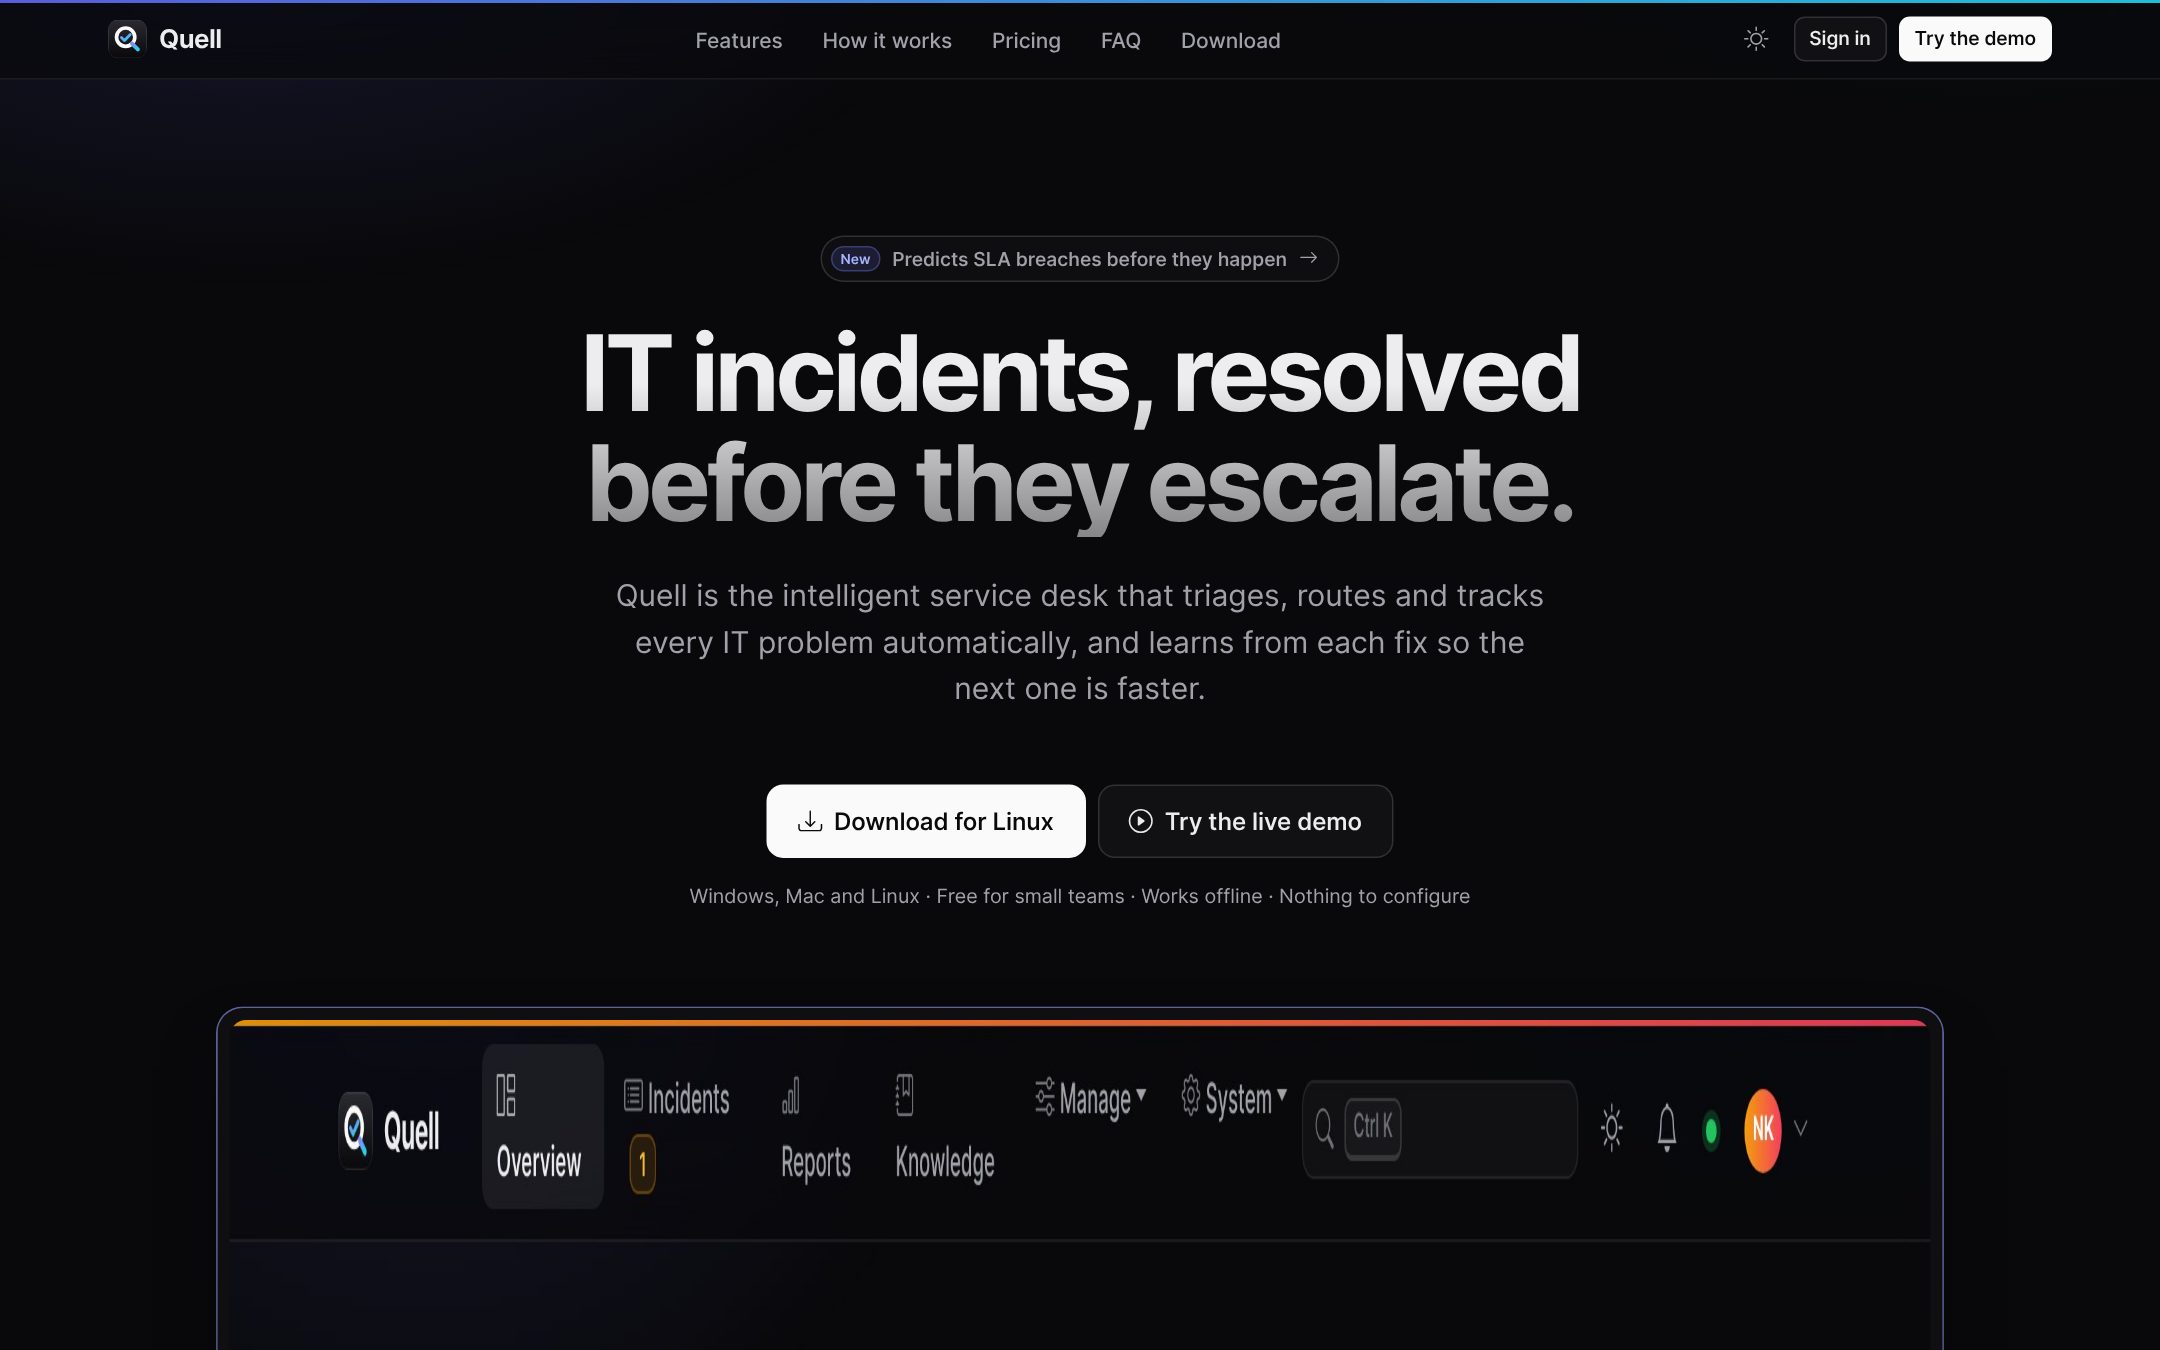 Quell
Features
How it works
Pricing
FAQ
Download
Sign in
Try the demo
New Predicts SLA breaches before they happen →
IT incidents, resolved
before they escalate.
Quell is the intelligent service desk that triages, routes and tracks
every IT problem automatically, and learns from each fix so the
next one is faster.
Download for Linux
Try the live demo
Windows, Mac and Linux · Free for small teams · Works offline · Nothing to configure
Quell
Overview
Incidents
1
Reports
Knowledge
Manage ▾
System ▾
Ctrl K
NK